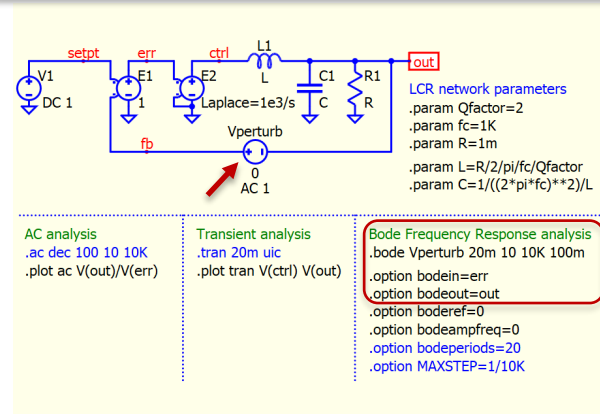 setpt
err
ctrl
L1
V1
E1
E2
L
C1
R1
out
DC 1
1
Laplace=1e3/s
C
R
LCR network parameters
.param Qfactor=2
.param fc=1K
.param R=1m
.param L=R/2/pi/fc/Qfactor
.param C=1/((2*pi*fc)**2)/L
Vperturb
fb
0
AC 1
AC analysis
.ac dec 100 10 10K
.plot ac V(out)/V(err)
Transient analysis
.tran 20m uic
.plot tran V(ctrl) V(out)
Bode Frequency Response analysis
.bode Vperturb 20m 10 10K 100m
.option bodein=err
.option bodeout=out
.option boderef=0
.option bodeampfreq=0
.option bodeperiods=20
.option MAXSTEP=1/10K